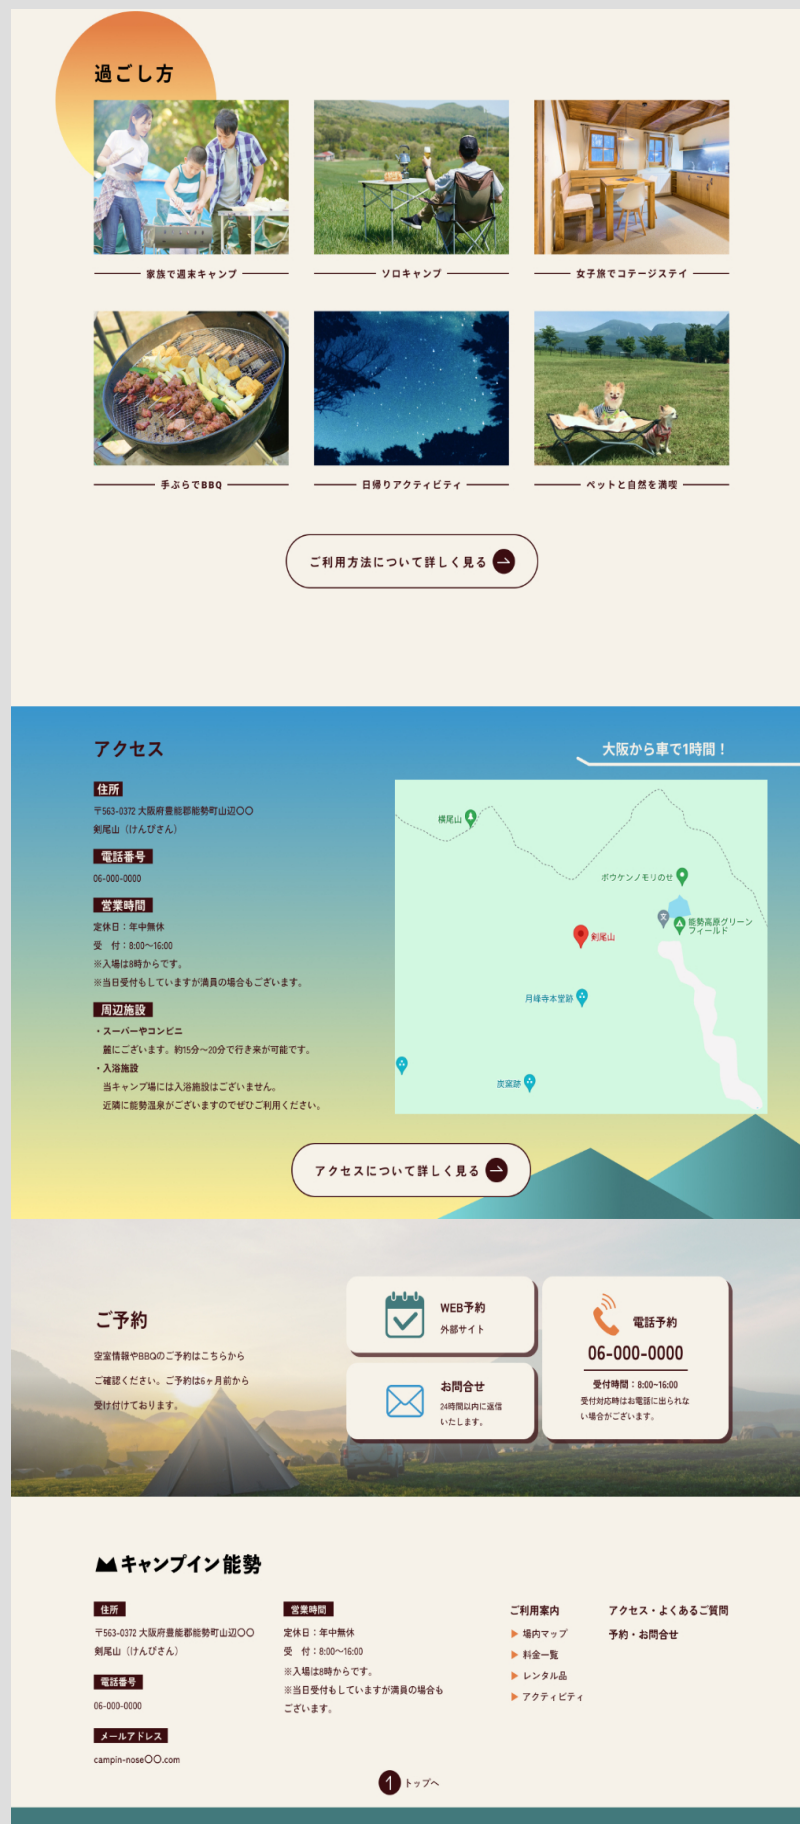 過ごし方
家族で週末キャンプ
ソロキャンプ
女子旅でコテージステイ
手ぶらでBBQ
日帰りアクティビティ
ペットと自然を満喫
ご利用方法について詳しく見る
アクセス
大阪から車で1時間！
住所
〒563-0372 大阪府豊能郡能勢町山辺〇〇
剣尾山（けんびさん）
電話番号
06-000-0000
営業時間
定休日：年中無休
受　付：8:00〜16:00
※入場は8時からです。
※当日受付もしていますが満員の場合もございます。
周辺施設
・スーパーやコンビニ
麓にございます。約15分〜20分で行き来が可能です。
・入浴施設
当キャンプ場には入浴施設はございません。
近隣に能勢温泉がございますのでぜひご利用ください。
横尾山
ボウケンノモリのせ
文
能勢高原グリーン
フィールド
剣尾山
月峰寺本堂跡
炭窯跡
アクセスについて詳しく見る
ご予約
空室情報やBBQのご予約はこちらから
ご確認ください。ご予約は6ヶ月前から
受け付けております。
WEB予約
外部サイト
お問合せ
24時間以内に返信
いたします。
電話予約
06-000-0000
受付時間：8:00~16:00
受付対応時はお電話に出られな
い場合がございます。
キャンプイン能勢
住所
〒563-0372 大阪府豊能郡能勢町山辺〇〇
剣尾山（けんびさん）
電話番号
06-000-0000
メールアドレス
campin-nose〇〇.com
営業時間
定休日：年中無休
受　付：8:00〜16:00
※入場は8時からです。
※当日受付もしていますが満員の場合も
ございます。
ご利用案内
▶ 場内マップ
▶ 料金一覧
▶ レンタル品
▶ アクティビティ
アクセス・よくあるご質問
予約・お問合せ
トップへ